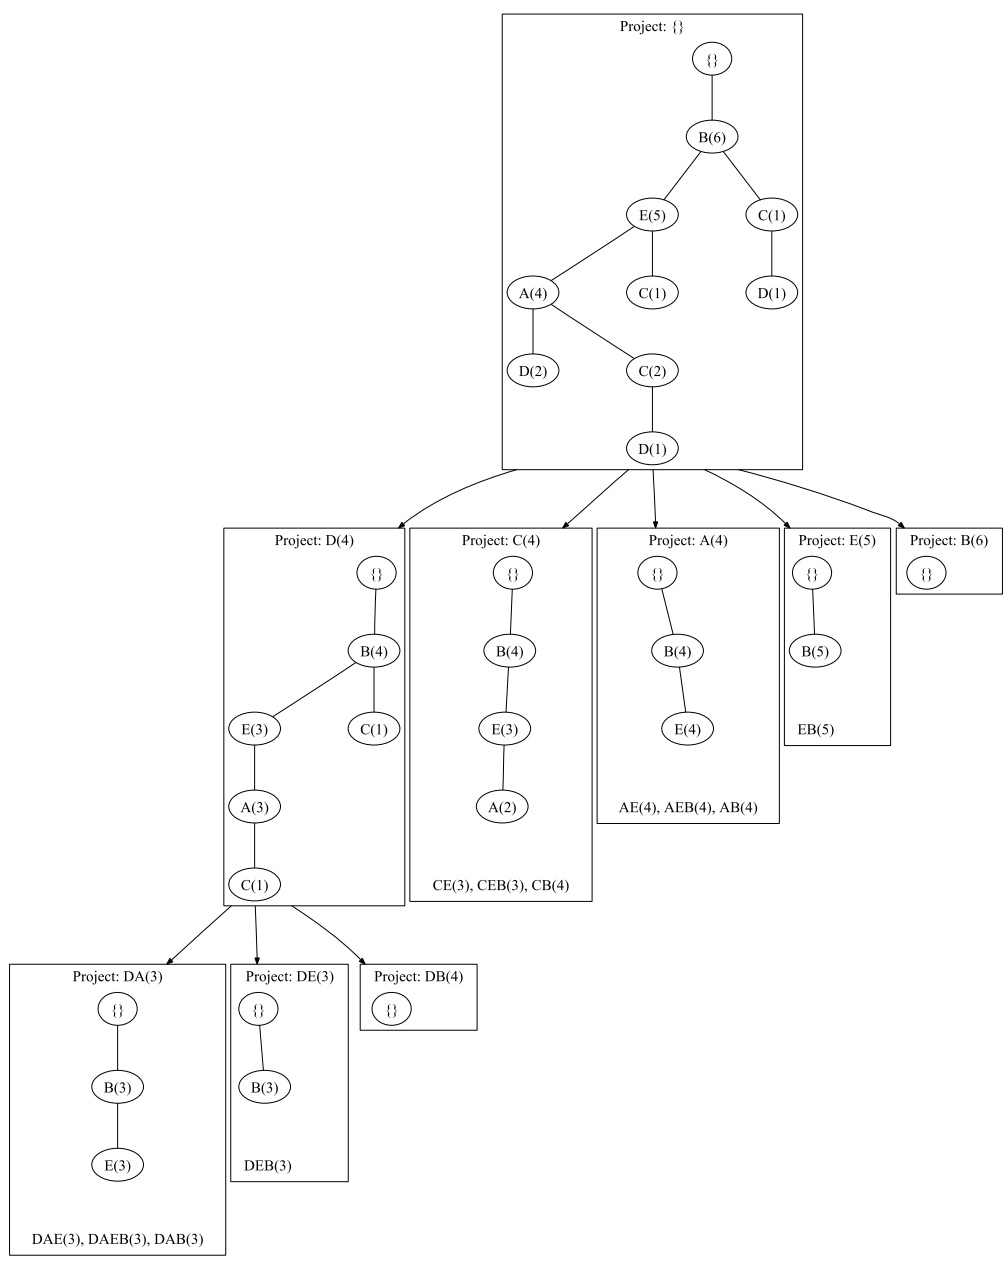 Project: {}
{}
B(6)
E(5)
C(1)
A(4)
C(1)
D(1)
D(2)
C(2)
D(1)
Project: D(4)
{}
B(4)
E(3)
C(1)
A(3)
C(1)
Project: C(4)
{}
B(4)
E(3)
A(2)
CE(3), CEB(3), CB(4)
Project: A(4)
{}
B(4)
E(4)
AE(4), AEB(4), AB(4)
Project: E(5)
{}
B(5)
EB(5)
Project: B(6)
{}
Project: DA(3)
{}
B(3)
E(3)
DAE(3), DAEB(3), DAB(3)
Project: DE(3)
{}
B(3)
DEB(3)
Project: DB(4)
{}